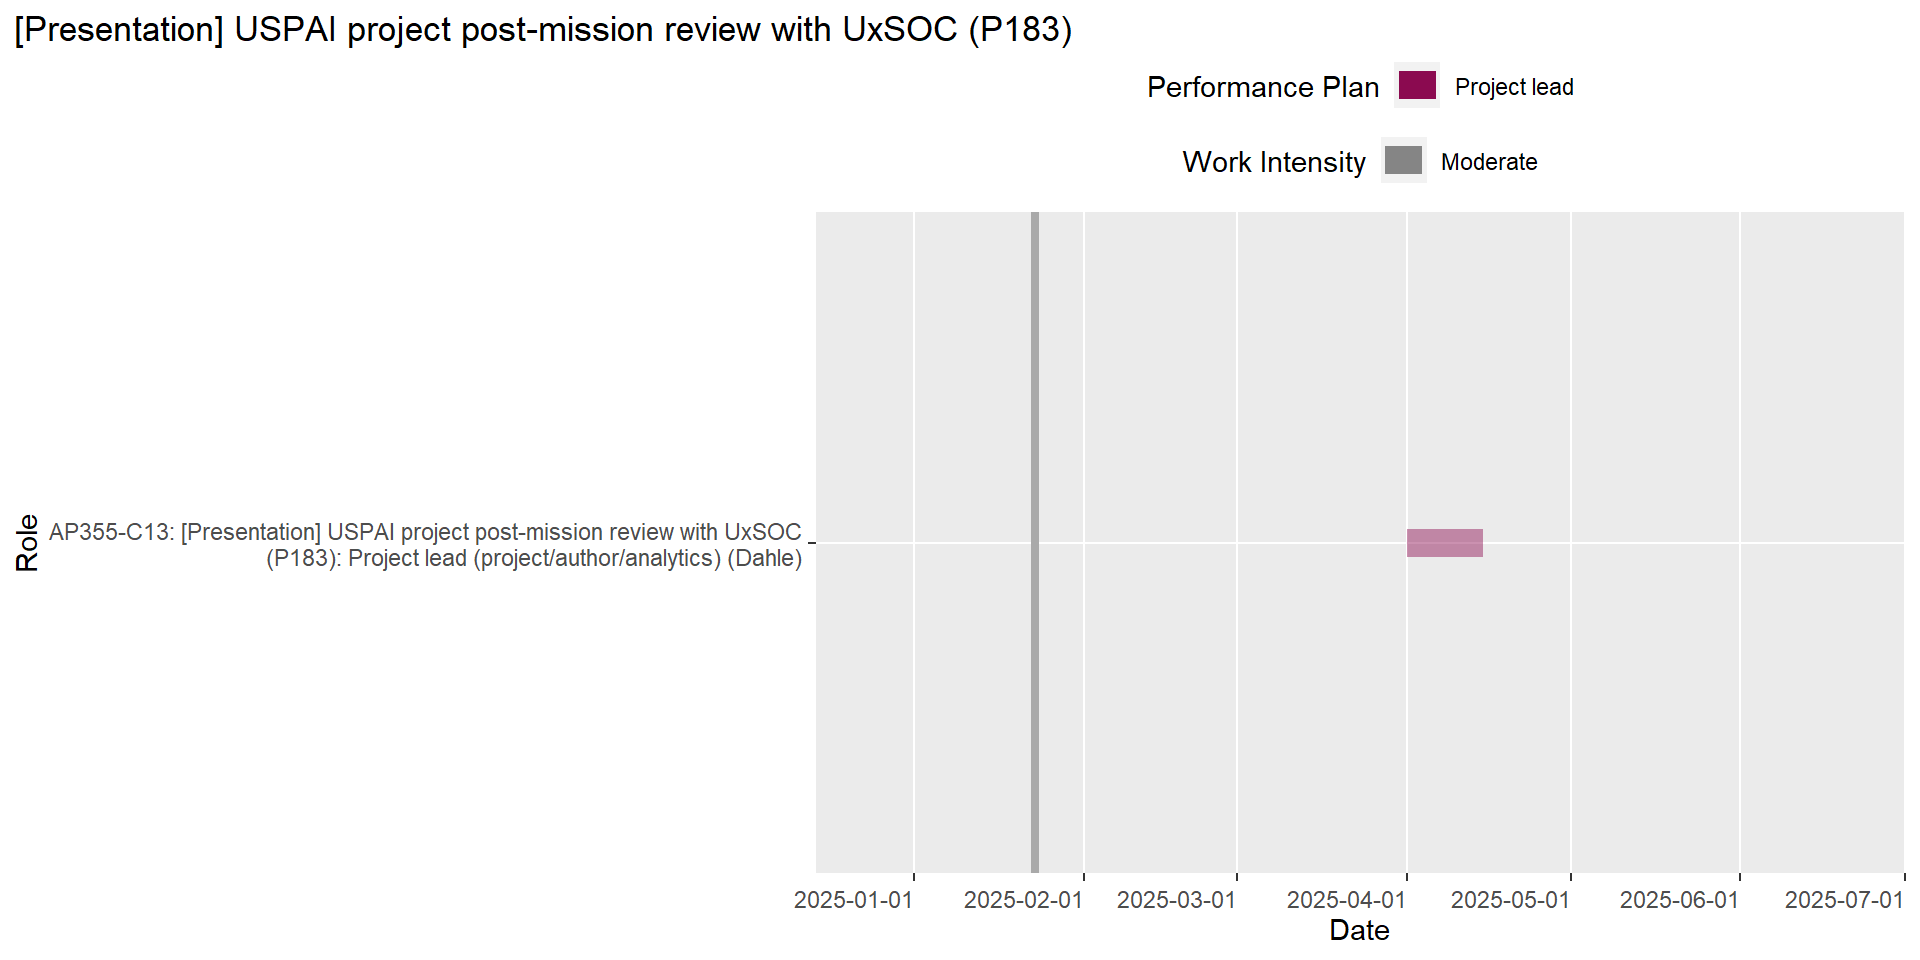 [Presentation] USPAI project post-mission review with UxSOC (P183)
Performance Plan
Project lead
Work Intensity
Moderate
Role
AP355-C13: [Presentation] USPAI project post-mission review with UxSOC
(P183): Project lead (project/author/analytics) (Dahle)
2025-01-01
2025-02-01
2025-03-01
2025-04-01
2025-05-01
2025-06-01
2025-07-01
Date